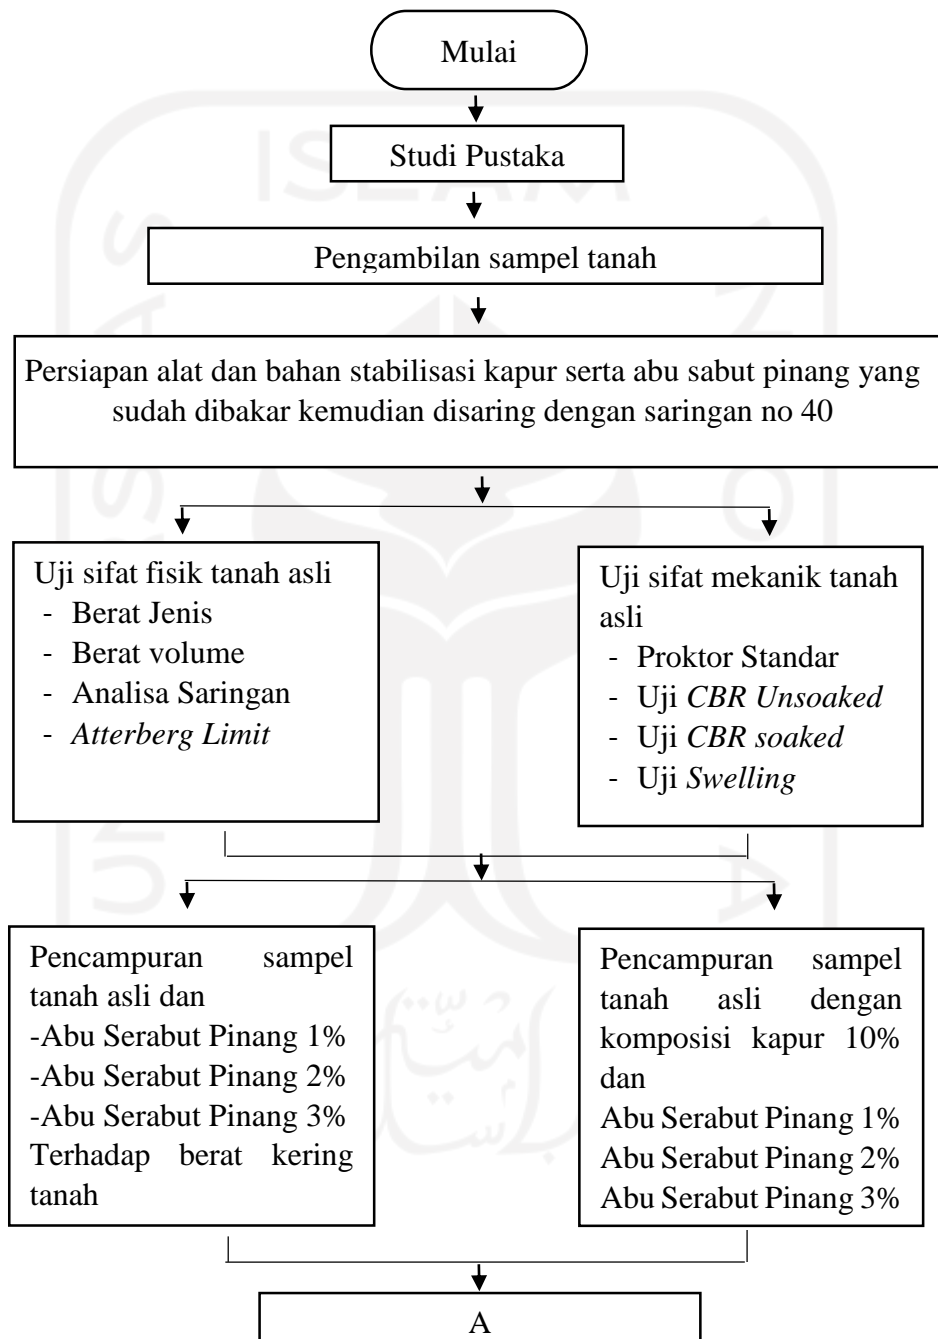 Mulai
Studi Pustaka
Pengambilan sampel tanah
Persiapan alat dan bahan stabilisasi kapur serta abu sabut pinang yang
sudah dibakar kemudian disaring dengan saringan no 40
Uji sifat fisik tanah asli
- Berat Jenis
- Berat volume
- Analisa Saringan
- Atterberg Limit
Uji sifat mekanik tanah
asli
- Proktor Standar
- Uji CBR Unsoaked
- Uji CBR soaked
- Uji Swelling
Pencampuran sampel
tanah asli dan
-Abu Serabut Pinang 1%
-Abu Serabut Pinang 2%
-Abu Serabut Pinang 3%
Terhadap berat kering
tanah
Pencampuran sampel
tanah asli dengan
komposisi kapur 10%
dan
Abu Serabut Pinang 1%
Abu Serabut Pinang 2%
Abu Serabut Pinang 3%
A
ISLAM